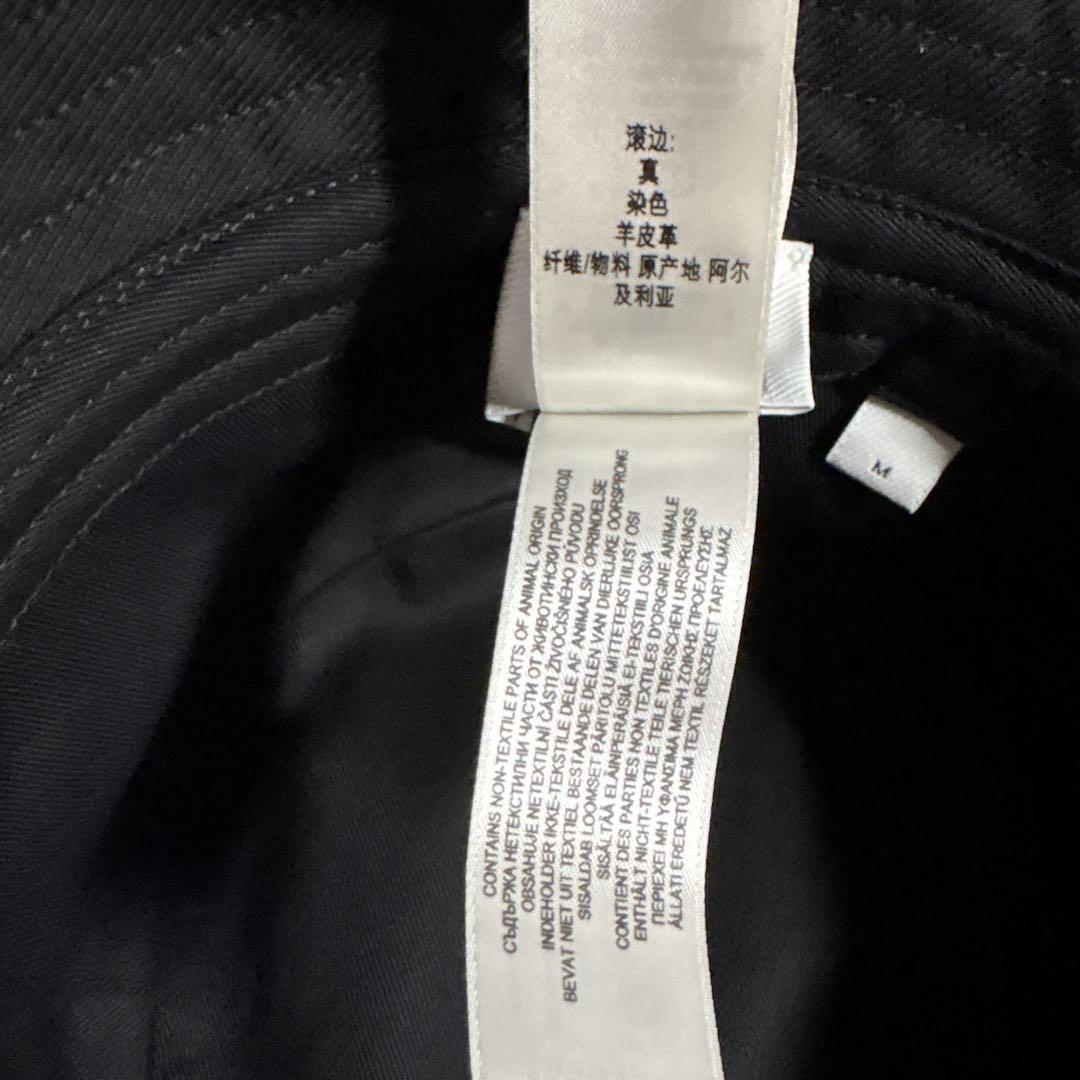 滚边:
真
染色
羊皮革
纤维/物料 原产地 阿尔
及利亚
M
CONTAINS NON-TEXTILE PARTS OF ANIMAL ORIGIN
СЪДЪРЖА НЕТЕКСТИЛНИ ЧАСТИ ОТ ЖИВОТИНСКИ ПРОИЗХОД
OBSAHUJE NETEXTILNÍ ČÁSTI ŽIVOČIŠNÉHO PŮVODU
INDEHOLDER IKKE-TEKSTILE DELE AF ANIMALSK OPRINDELSE
BEVAT NIET UIT TEXTIEL BESTAANDE DELEN VAN DIERLIJKE OORSPRONG
SISALDAB LOOMSET PÄRITOLU MITTETEKSTIILIST OSI
SISÄLTÄÄ ELÄINPERÄISIÄ EI-TEKSTIILI OSIA
CONTIENT DES PARTIES NON TEXTILES D'ORIGINE ANIMALE
ENTHÄLT NICHT-TEXTILE TEILE TIERISCHEN URSPRUNGS
ΠΕΡΙΕΧΕΙ ΜΗ ΥΦΑΝΣΙΜΑ ΜΕΡΗ ΖΩΙΚΗΣ ΠΡΟΕΛΕΥΣΗΣ
ÁLLATI EREDETŰ NEM TEXTIL RÉSZEKET TARTALMAZ